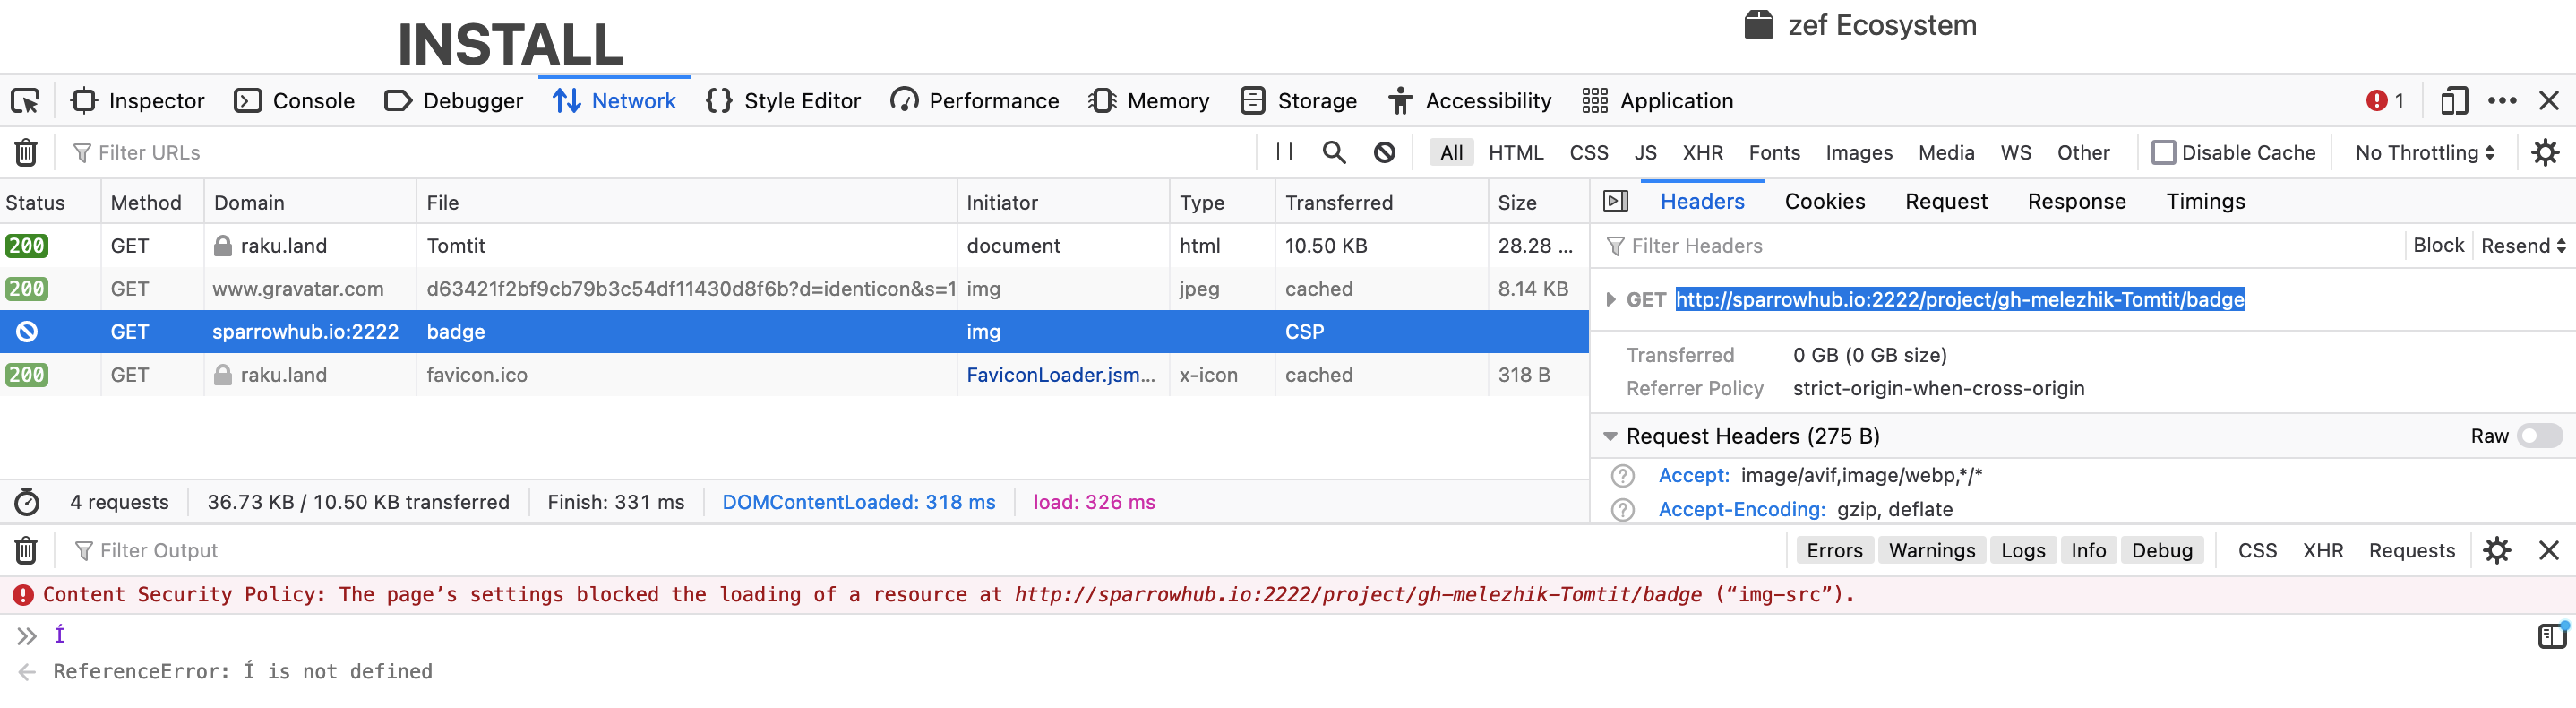 INSTALL
zef Ecosystem
Inspector Console Debugger Network Style Editor Performance Memory Storage Accessibility Application 1
Filter URLs All HTML CSS JS XHR Fonts Images Media WS Other Disable Cache No Throttling
Status Method Domain File Initiator Type Transferred Size
200 GET raku.land Tomtit document html 10.50 KB 28.28 ...
200 GET www.gravatar.com d63421f2bf9cb79b3c54df11430d8f6b?d=identicon&s=1 img jpeg cached 8.14 KB
GET sparrowhub.io:2222 badge img CSP
200 GET raku.land favicon.ico FaviconLoader.jsm... x-icon cached 318 B
4 requests 36.73 KB / 10.50 KB transferred Finish: 331 ms DOMContentLoaded: 318 ms load: 326 ms
Headers Cookies Request Response Timings
Filter Headers Block Resend
GET http://sparrowhub.io:2222/project/gh-melezhik-Tomtit/badge
Transferred 0 GB (0 GB size)
Referrer Policy strict-origin-when-cross-origin
Request Headers (275 B) Raw
Accept: image/avif,image/webp,*/*
Accept-Encoding: gzip, deflate
Filter Output Errors Warnings Logs Info Debug CSS XHR Requests
Content Security Policy: The page’s settings blocked the loading of a resource at http://sparrowhub.io:2222/project/gh-melezhik-Tomtit/badge (“img-src”).
Í
ReferenceError: Í is not defined